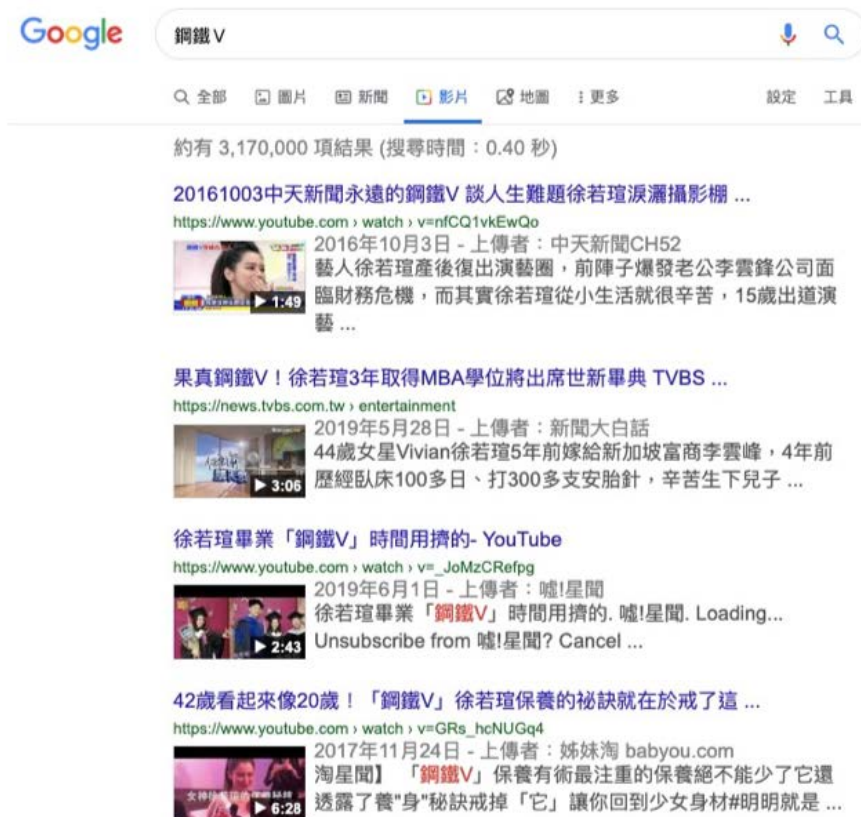 Google
鋼鐵V
全部 圖片 新聞 影片 地圖 更多 設定 工具
約有 3,170,000 項結果 (搜尋時間：0.40 秒)
20161003中天新聞永遠的鋼鐵V 談人生難題徐若瑄淚灑攝影棚 ...
https://www.youtube.com › watch › v=nfCQ1vkEwQo
2016年10月3日 - 上傳者：中天新聞CH52
藝人徐若瑄產後復出演藝圈，前陣子爆發老公李雲鋒公司面
臨財務危機，而其實徐若瑄從小生活就很辛苦，15歲出道演
藝 ...
1:49
果真鋼鐵V！徐若瑄3年取得MBA學位將出席世新畢典 TVBS ...
https://news.tvbs.com.tw › entertainment
2019年5月28日 - 上傳者：新聞大白話
44歲女星Vivian徐若瑄5年前嫁給新加坡富商李雲峰，4年前
歷經臥床100多日、打300多支安胎針，辛苦生下兒子 ...
3:06
徐若瑄畢業「鋼鐵V」時間用擠的- YouTube
https://www.youtube.com › watch › v=_JoMzCRefpg
2019年6月1日 - 上傳者：噓!星聞
徐若瑄畢業「鋼鐵V」時間用擠的. 噓!星聞. Loading...
Unsubscribe from 噓!星聞? Cancel ...
2:43
42歲看起來像20歲！「鋼鐵V」徐若瑄保養的祕訣就在於戒了這 ...
https://www.youtube.com › watch › v=GRs_hcNUGq4
2017年11月24日 - 上傳者：姊妹淘 babyou.com
淘星聞】 「鋼鐵V」保養有術最注重的保養絕不能少了它還
透露了養"身"秘訣戒掉「它」讓你回到少女身材#明明就是 ...
6:28